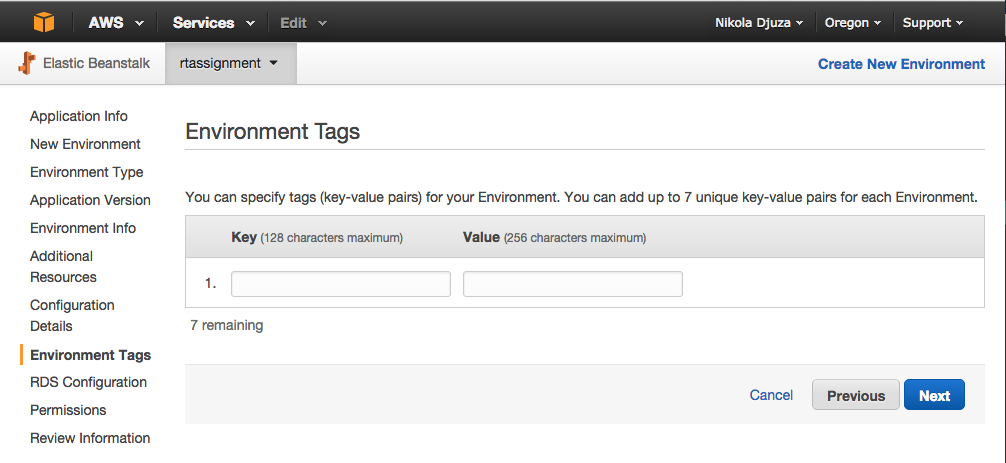 AWS Services Edit Nikola Djuza Oregon Support
Elastic Beanstalk rtassignment Create New Environment
Application Info
New Environment
Environment Type
Application Version
Environment Info
Additional
Resources
Configuration
Details
Environment Tags
RDS Configuration
Permissions
Review Information
Environment Tags
You can specify tags (key-value pairs) for your Environment. You can add up to 7 unique key-value pairs for each Environment.
Key (128 characters maximum) Value (256 characters maximum)
1.
7 remaining
Cancel Previous Next